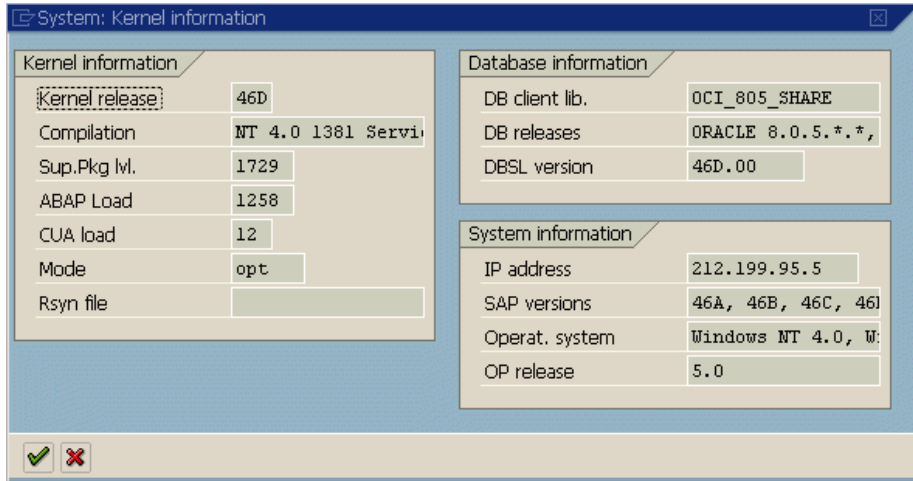 System: Kernel information
Kernel information
Kernel release 46D
Compilation NT 4.0 1381 Servi
Sup.Pkg lvl. 1729
ABAP Load 1258
CUA load 12
Mode opt
Rsyn file
Database information
DB client lib. OCI_805_SHARE
DB releases ORACLE 8.0.5.*.*,
DBSL version 46D.00
System information
IP address 212.199.95.5
SAP versions 46A, 46B, 46C, 46
Operat. system Windows NT 4.0, W
OP release 5.0